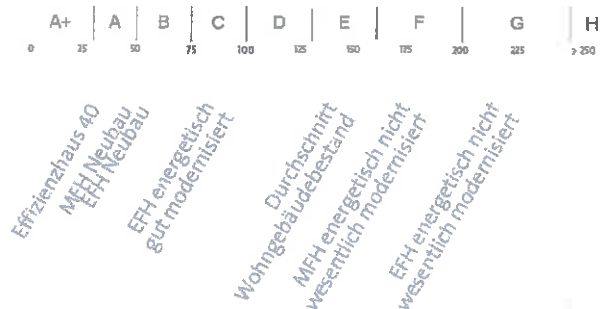 A+ A B C D E F G H
0 25 50 75 100 125 150 175 200 225 > 250
Effizienzhaus 40
MFH Neubau
EFH Neubau
EFH energetisch
gut modernisiert
Durchschnitt
Wohngebäudebestand
MFH energetisch nicht
wesentlich modernisiert
EFH energetisch nicht
wesentlich modernisiert